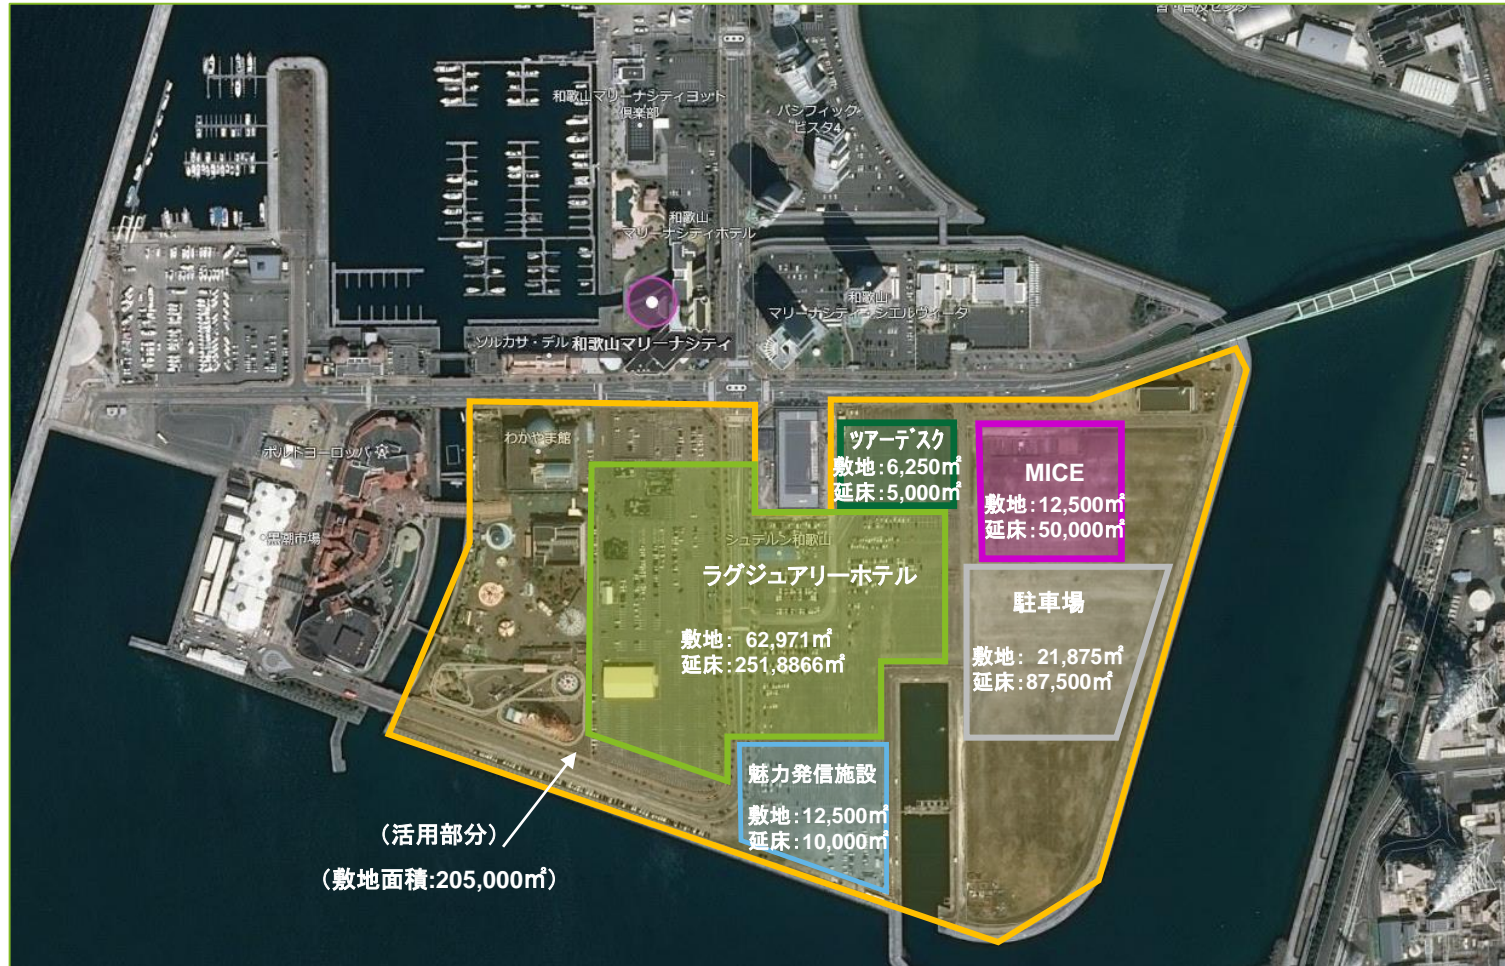 和歌山マリーナシティヨット
倶楽部
パシフィック
ビスタ4
和歌山
マリーナシティホテル
和歌山
マリーナシティ・シエルヴィータ
ソルカサ・デル
和歌山マリーナシティ
わかやま館
ポルトヨーロッパ
黒潮市場
ツアーデスク
敷地:6,250㎡
延床:5,000㎡
MICE
敷地:12,500㎡
延床:50,000㎡
シュテルン和歌山
ラグジュアリーホテル
敷地: 62,971㎡
延床:251,8866㎡
駐車場
敷地: 21,875㎡
延床:87,500㎡
魅力発信施設
敷地:12,500㎡
延床:10,000㎡
(活用部分)
(敷地面積:205,000㎡)